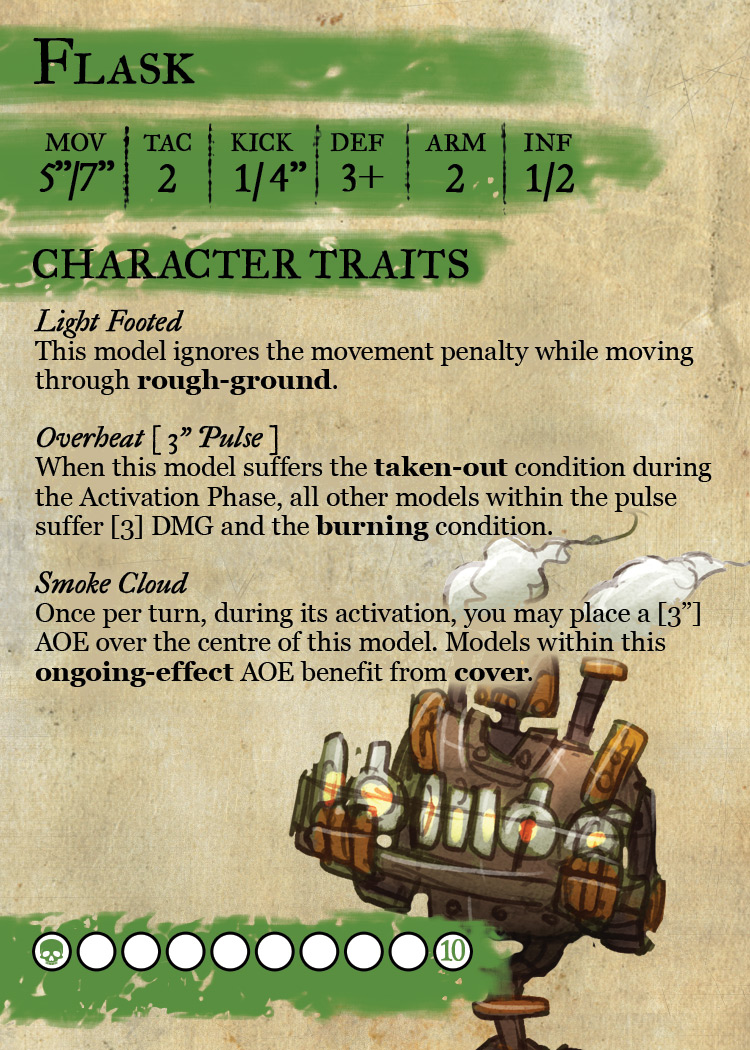 Flask
MOV TAC KICK DEF ARM INF
5”/7” 2 1/4” 3+ 2 1/2
CHARACTER TRAITS
Light Footed
This model ignores the movement penalty while moving
through rough-ground.
Overheat [ 3” Pulse ]
When this model suffers the taken-out condition during
the Activation Phase, all other models within the pulse
suffer [3] DMG and the burning condition.
Smoke Cloud
Once per turn, during its activation, you may place a [3”]
AOE over the centre of this model. Models within this
ongoing-effect AOE benefit from cover.
10